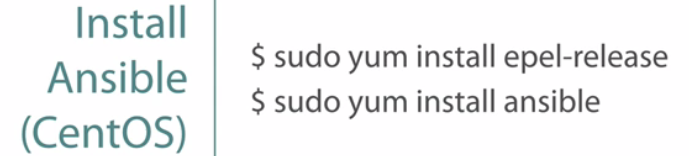 Install
Ansible
(CentOS)
$ sudo yum install epel-release
$ sudo yum install ansible